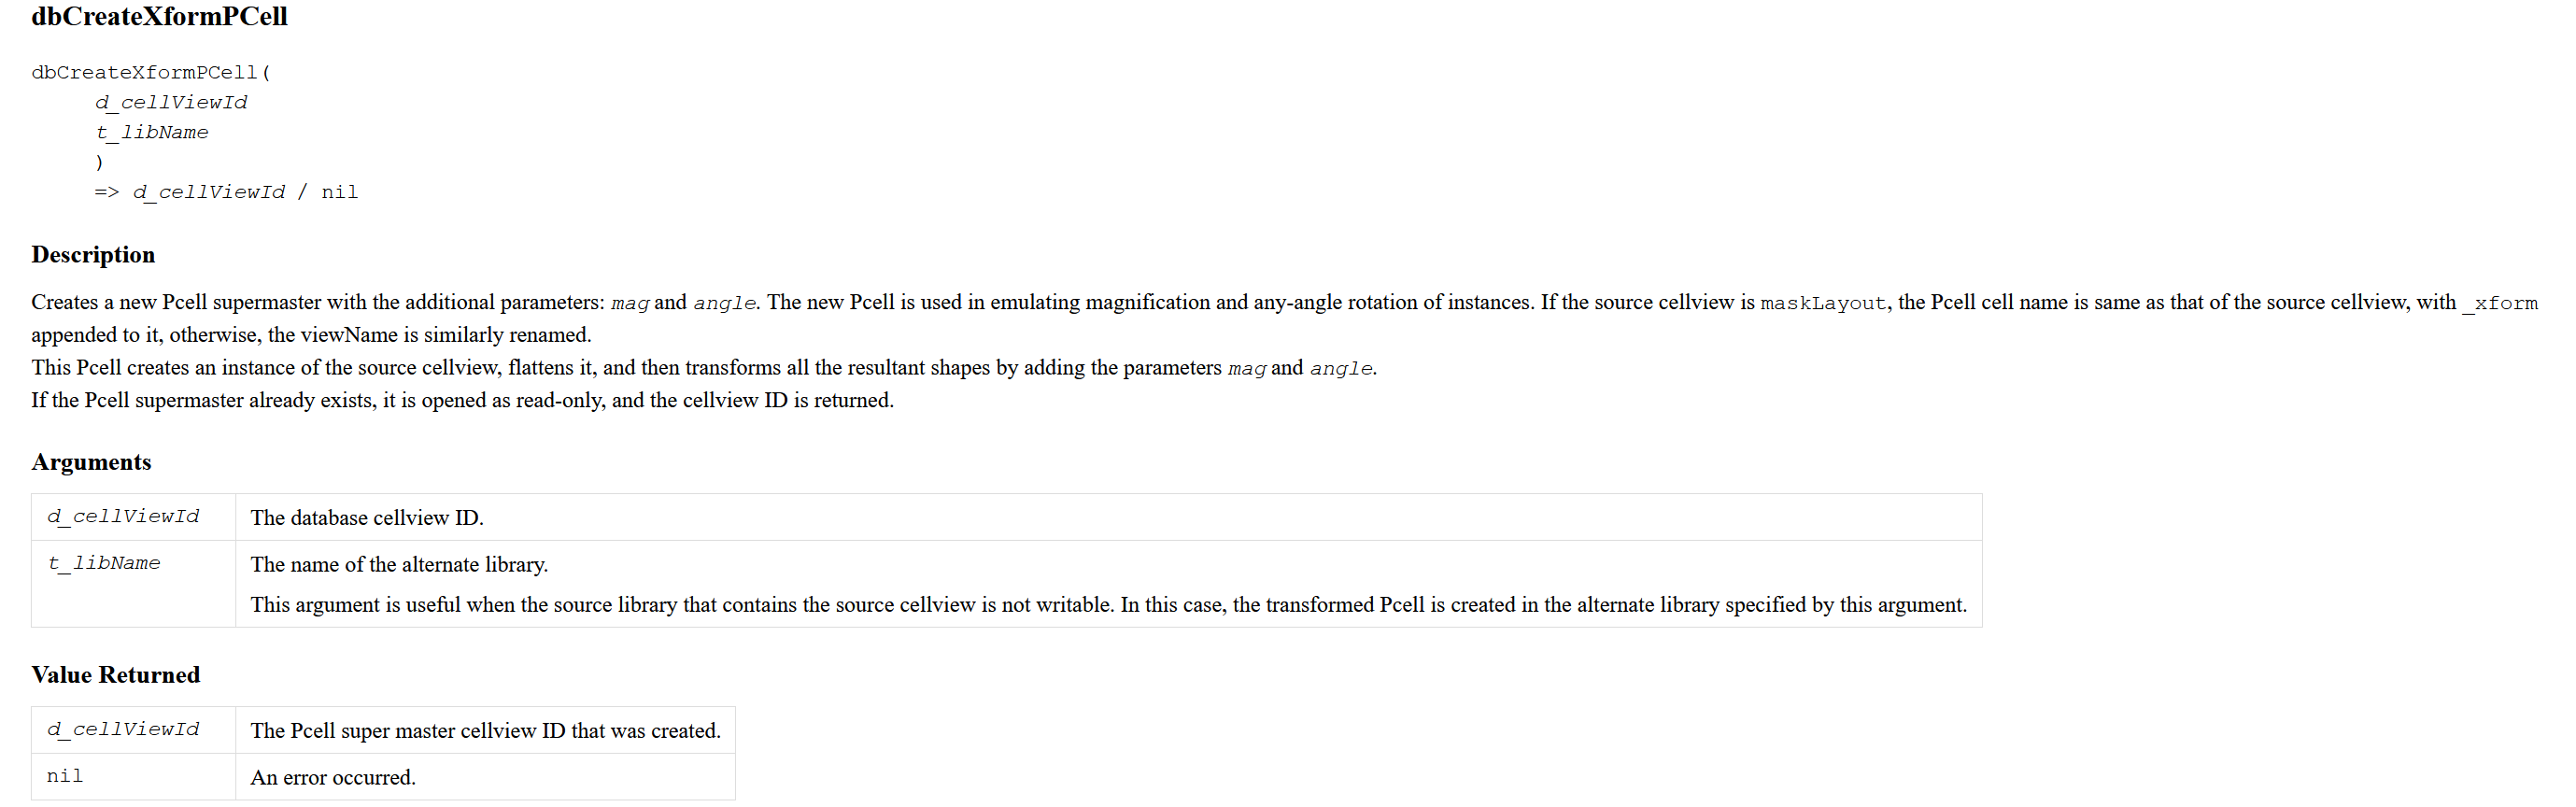 dbCreateXformPCell
dbCreateXformPCell(
d_cellViewId
t_libName
)
=> d_cellViewId / nil
Description
Creates a new Pcell supermaster with the additional parameters: mag and angle. The new Pcell is used in emulating magnification and any-angle rotation of instances. If the source cellview is maskLayout, the Pcell cell name is same as that of the source cellview, with _xform
appended to it, otherwise, the viewName is similarly renamed.
This Pcell creates an instance of the source cellview, flattens it, and then transforms all the resultant shapes by adding the parameters mag and angle.
If the Pcell supermaster already exists, it is opened as read-only, and the cellview ID is returned.
Arguments
d_cellViewId The database cellview ID.
t_libName The name of the alternate library.
This argument is useful when the source library that contains the source cellview is not writable. In this case, the transformed Pcell is created in the alternate library specified by this argument.
Value Returned
d_cellViewId The Pcell super master cellview ID that was created.
nil An error occurred.